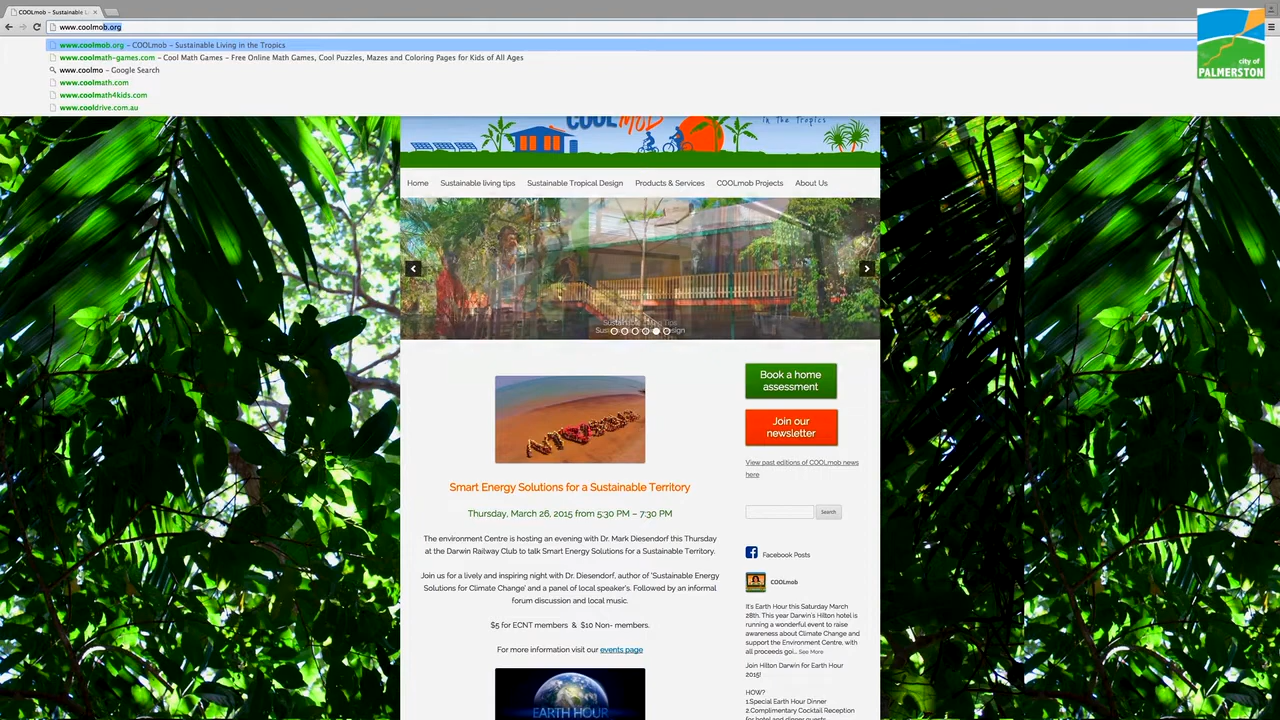 COOLmob – Sustainable Li
www.coolmob.org
www.coolmob.org – COOLmob – Sustainable Living in the Tropics
www.coolmath-games.com – Cool Math Games – Free Online Math Games, Cool Puzzles, Mazes and Coloring Pages for Kids of All Ages
www.coolmo – Google Search
www.coolmath.com
www.coolmath4kids.com
www.cooldrive.com.au
city of
PALMERSTON
COOLMOB
in the Tropics
Home Sustainable living tips Sustainable Tropical Design Products & Services COOLmob Projects About Us
Book a home
assessment
Join our
newsletter
View past editions of COOLmob news
here
Search
Facebook Posts
COOLmob
It's Earth Hour this Saturday March
28th. This year Darwin's Hilton hotel is
running a wonderful event to raise
awareness about Climate Change and
support the Environment Centre, with
all proceeds goi... See More
Join Hilton Darwin for Earth Hour
2015!
HOW?
1.Special Earth Hour Dinner
2.Complimentary Cocktail Reception
for hotel and dinner guests
Smart Energy Solutions for a Sustainable Territory
Thursday, March 26, 2015 from 5:30 PM – 7:30 PM
The environment Centre is hosting an evening with Dr. Mark Diesendorf this Thursday
at the Darwin Railway Club to talk Smart Energy Solutions for a Sustainable Territory.
Join us for a lively and inspiring night with Dr. Diesendorf, author of 'Sustainable Energy
Solutions for Climate Change' and a panel of local speaker's. Followed by an informal
forum discussion and local music.
$5 for ECNT members & $10 Non- members.
For more information visit our events page
EARTH HOUR